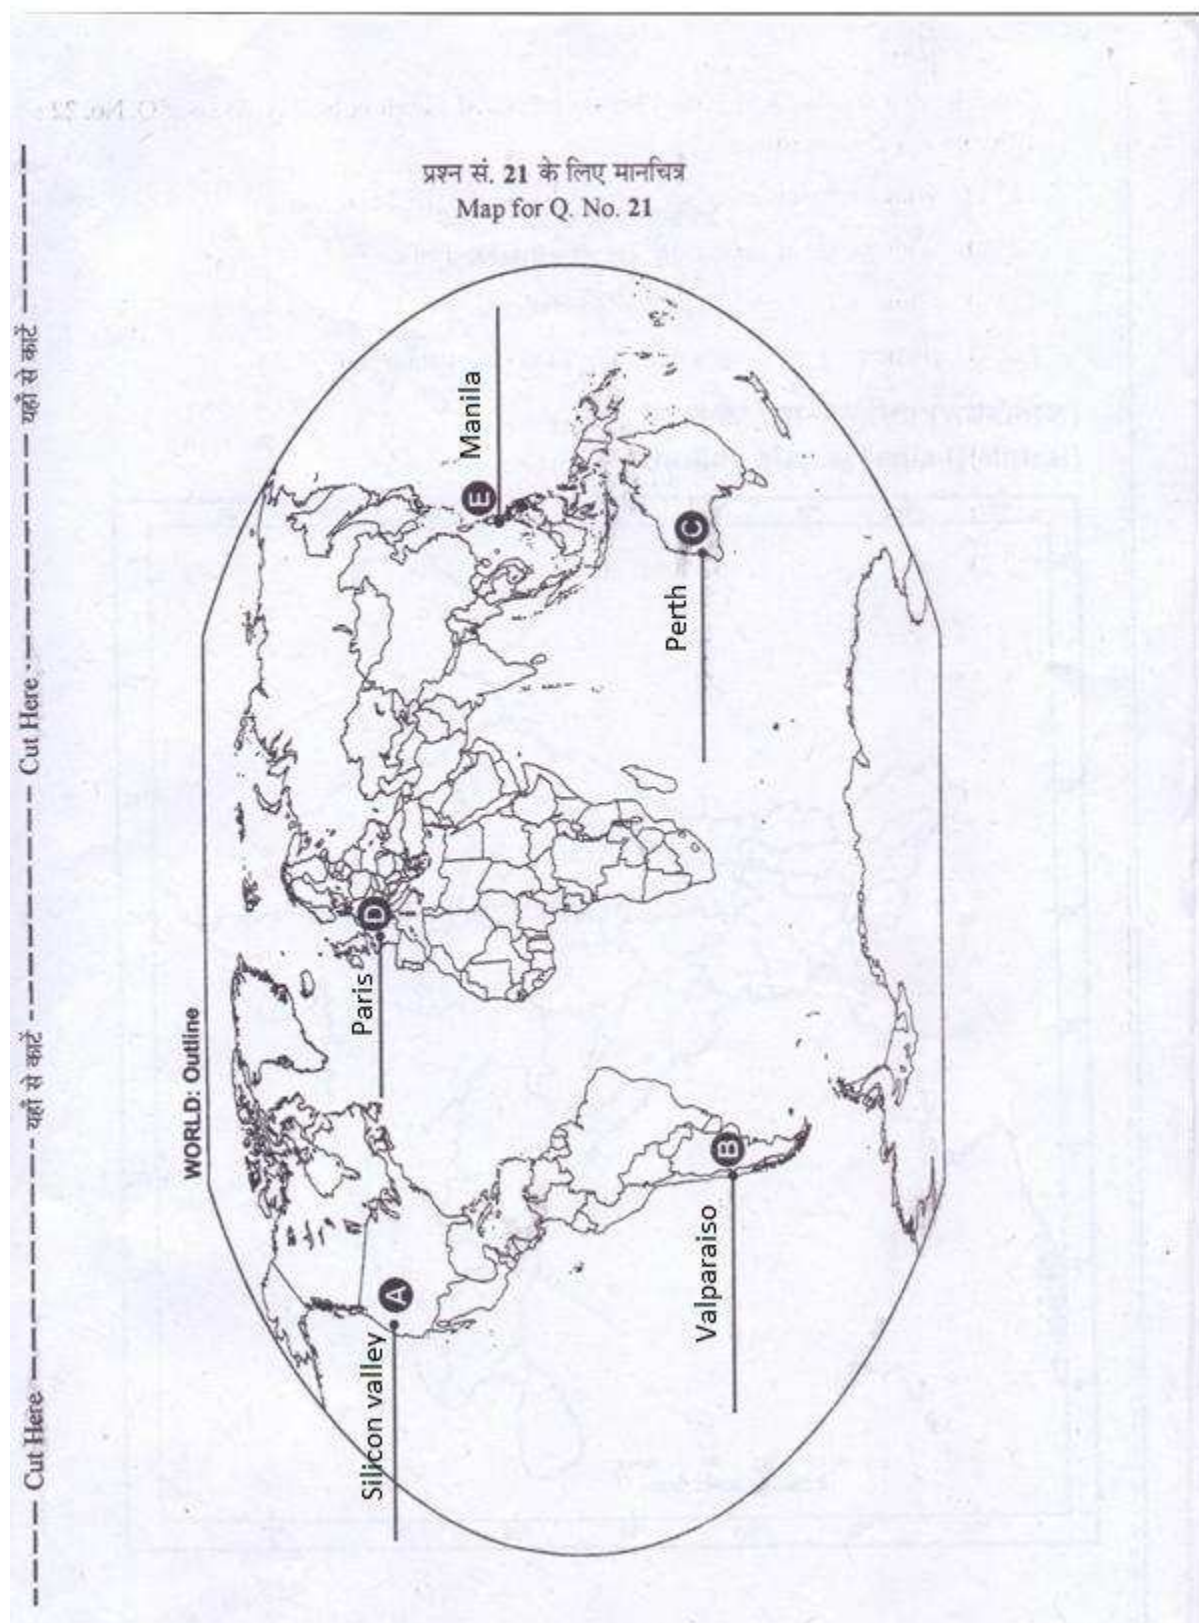 ---- Cut Here ------ यहाँ से काटें ------ Cut Here ------ यहाँ से काटें ------
प्रश्न सं. 21 के लिए मानचित्र
Map for Q. No. 21
WORLD: Outline
Silicon valley
A
Paris
D
Manila
E
Perth
C
Valparaiso
B